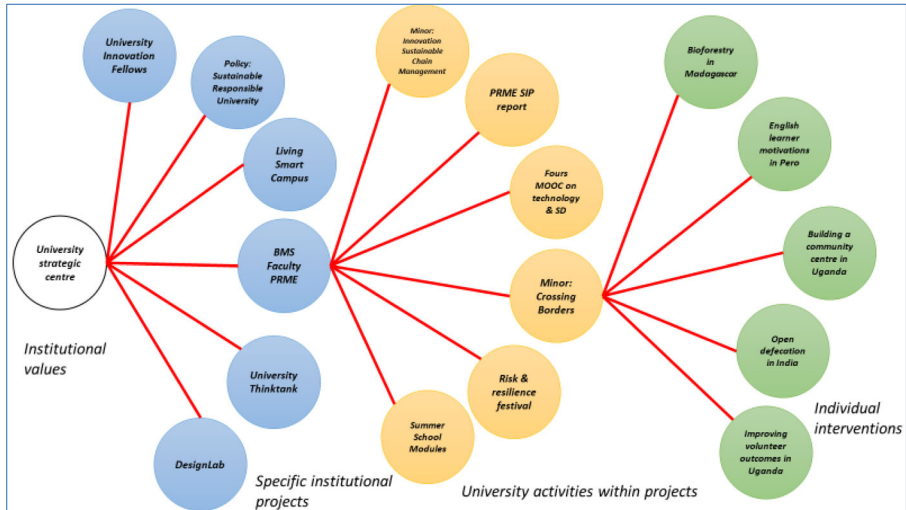 University
Innovation
Fellows
Policy:
Sustainable
Responsible
University
Living
Smart
Campus
University
strategic
centre
BMS
Faculty
PRME
Institutional
values
University
Thinktank
DesignLab
Specific institutional
projects
Minor:
Innovation
Sustainable
Chain
Management
PRME SIP
report
Fours
MOOC on
technology
& SD
Minor:
Crossing
Borders
Risk &
resilience
festival
Summer
School
Modules
University activities within projects
Bioforestry
in
Madagascar
English
learner
motivations
in Pero
Building a
community
centre in
Uganda
Open
defecation
in India
Individual
interventions
Improving
volunteer
outcomes in
Uganda